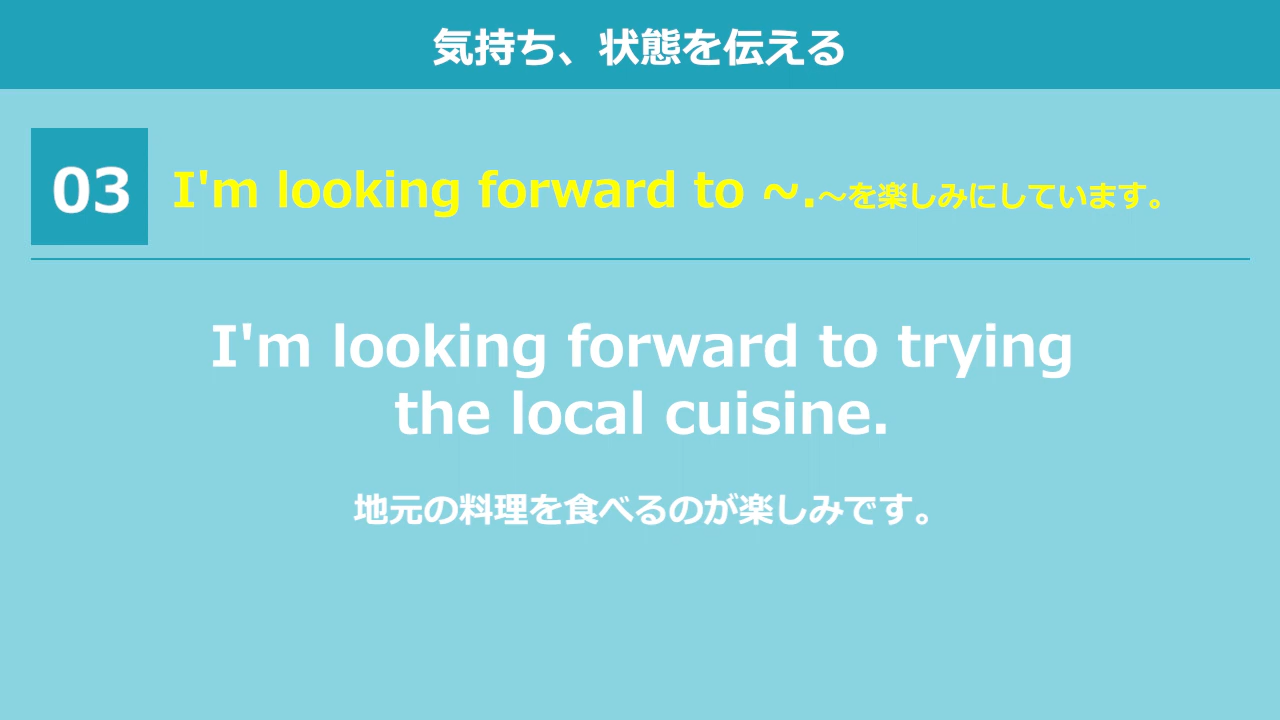 気持ち、状態を伝える
03 I'm looking forward to ~.～を楽しみにしています。
I'm looking forward to trying
the local cuisine.
地元の料理を食べるのが楽しみです。